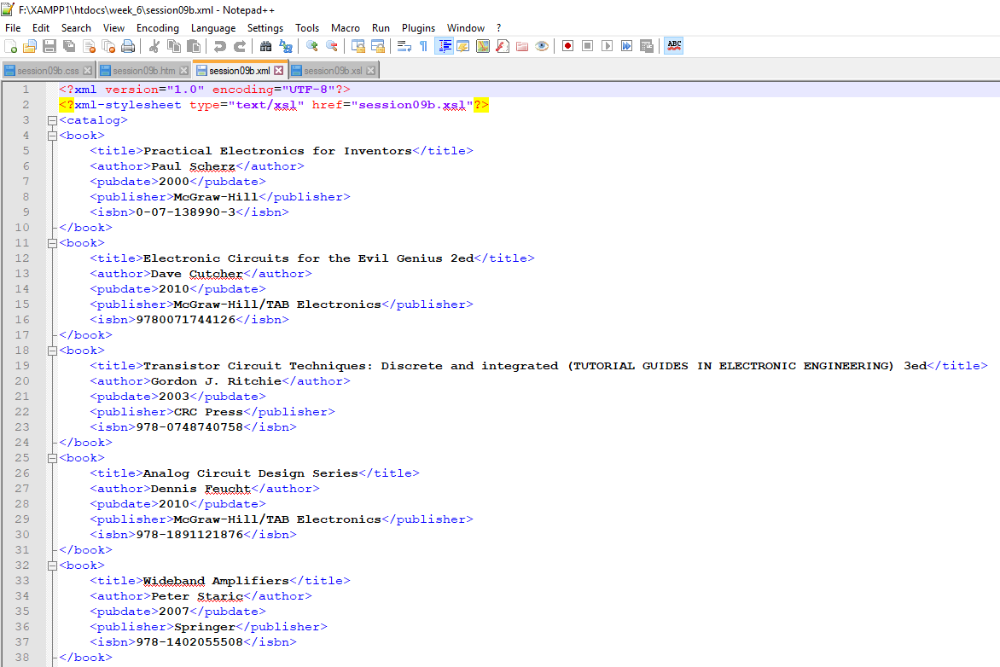 F:\XAMPP1\htdocs\week_6\session09b.xml - Notepad++
File Edit Search View Encoding Language Settings Tools Macro Run Plugins Window ?
ABC
session09b.css session09b.htm session09b.xml session09b.xsl
1 <?xml version="1.0" encoding="UTF-8"?>
2 <?xml-stylesheet type="text/xsl" href="session09b.xsl"?>
3 <catalog>
4 <book>
5 <title>Practical Electronics for Inventors</title>
6 <author>Paul Scherz</author>
7 <pubdate>2000</pubdate>
8 <publisher>McGraw-Hill</publisher>
9 <isbn>0-07-138990-3</isbn>
10 </book>
11 <book>
12 <title>Electronic Circuits for the Evil Genius 2ed</title>
13 <author>Dave Cutcher</author>
14 <pubdate>2010</pubdate>
15 <publisher>McGraw-Hill/TAB Electronics</publisher>
16 <isbn>9780071744126</isbn>
17 </book>
18 <book>
19 <title>Transistor Circuit Techniques: Discrete and integrated (TUTORIAL GUIDES IN ELECTRONIC ENGINEERING) 3ed</title>
20 <author>Gordon J. Ritchie</author>
21 <pubdate>2003</pubdate>
22 <publisher>CRC Press</publisher>
23 <isbn>978-0748740758</isbn>
24 </book>
25 <book>
26 <title>Analog Circuit Design Series</title>
27 <author>Dennis Feucht</author>
28 <pubdate>2010</pubdate>
29 <publisher>McGraw-Hill/TAB Electronics</publisher>
30 <isbn>978-1891121876</isbn>
31 </book>
32 <book>
33 <title>Wideband Amplifiers</title>
34 <author>Peter Staric</author>
35 <pubdate>2007</pubdate>
36 <publisher>Springer</publisher>
37 <isbn>978-1402055508</isbn>
38 </book>